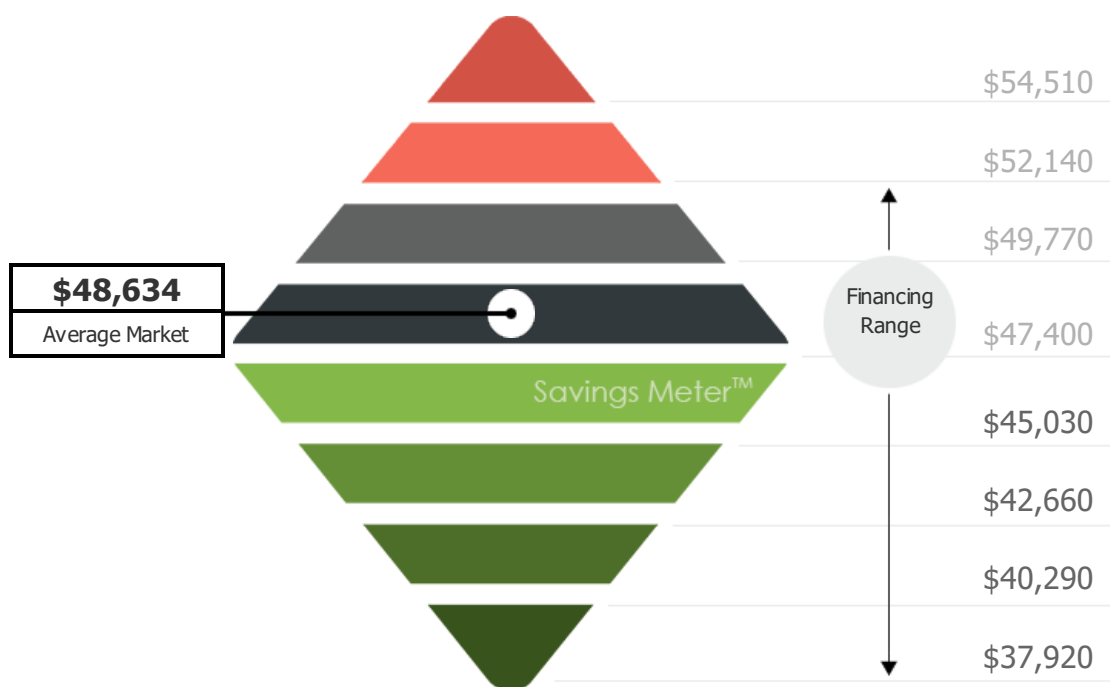 $54,510
$52,140
$49,770
$48,634
Average Market
Financing
Range
$47,400
Savings Meter™
$45,030
$42,660
$40,290
$37,920